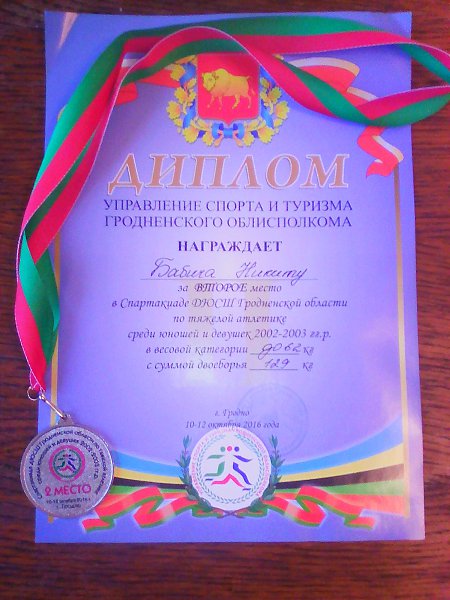 ДИПЛОМ
УПРАВЛЕНИЕ СПОРТА И ТУРИЗМА
ГРОДНЕНСКОГО ОБЛИСПОЛКОМА
НАГРАЖДАЕТ
Бабича Никиту
за ВТОРОЕ место
в Спартакиаде ДЮСШ Гродненской области
по тяжелой атлетике
среди юношей и девушек 2002-2003 гг.р.
в весовой категории до 62 кг
с суммой двоеборья 129 кг
г. Гродно
10-12 октября 2016 года
2 МЕСТО
г. Гродно